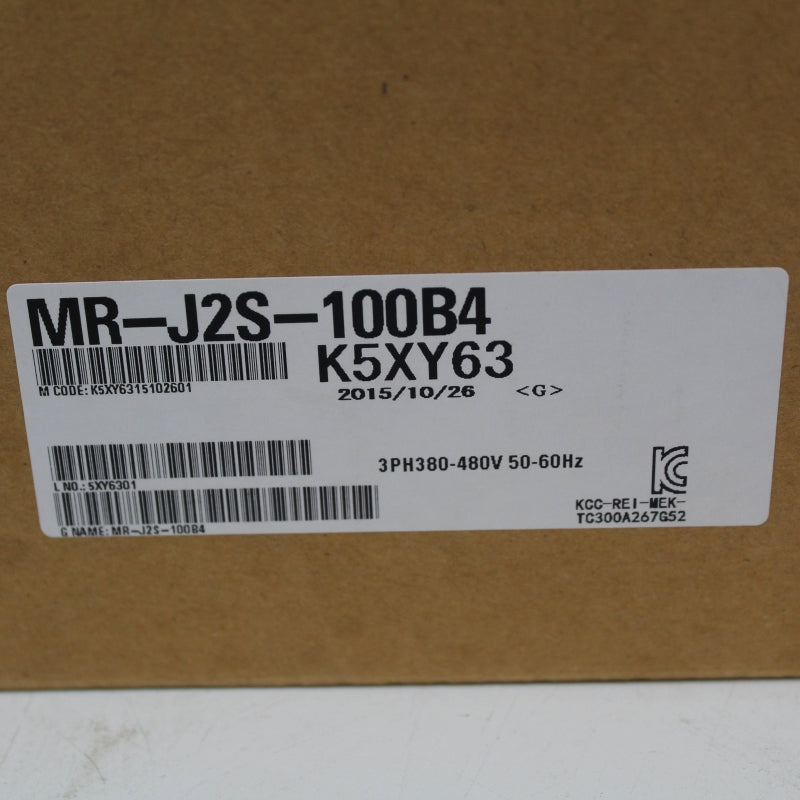 MR-J2S-100B4
K5XY63
M CODE: K5XY6315102601
2015/10/26 <G>
3PH380-480V 50-60Hz
L NO.: 5XY6301
KCC-REI-MEK-
TC300A267G52
G NAME: MR-J2S-100B4